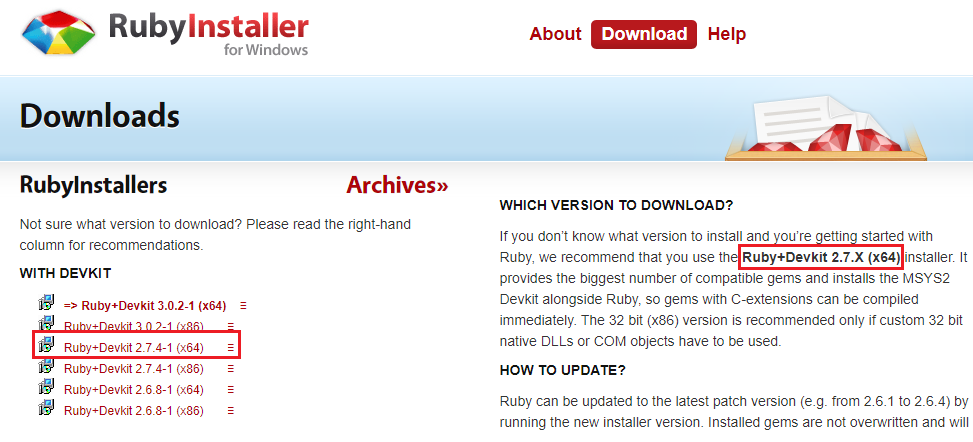 RubyInstaller
for Windows
About Download Help
Downloads
RubyInstallers
Archives»
Not sure what version to download? Please read the right-hand
column for recommendations.
WITH DEVKIT
=> Ruby+Devkit 3.0.2-1 (x64)
Ruby+Devkit 3.0.2-1 (x86)
Ruby+Devkit 2.7.4-1 (x64)
Ruby+Devkit 2.7.4-1 (x86)
Ruby+Devkit 2.6.8-1 (x64)
Ruby+Devkit 2.6.8-1 (x86)
WHICH VERSION TO DOWNLOAD?
If you don’t know what version to install and you’re getting started with
Ruby, we recommend that you use the Ruby+Devkit 2.7.X (x64) installer. It
provides the biggest number of compatible gems and installs the MSYS2
Devkit alongside Ruby, so gems with C-extensions can be compiled
immediately. The 32 bit (x86) version is recommended only if custom 32 bit
native DLLs or COM objects have to be used.
HOW TO UPDATE?
Ruby can be updated to the latest patch version (e.g. from 2.6.1 to 2.6.4) by
running the new installer version. Installed gems are not overwritten and will